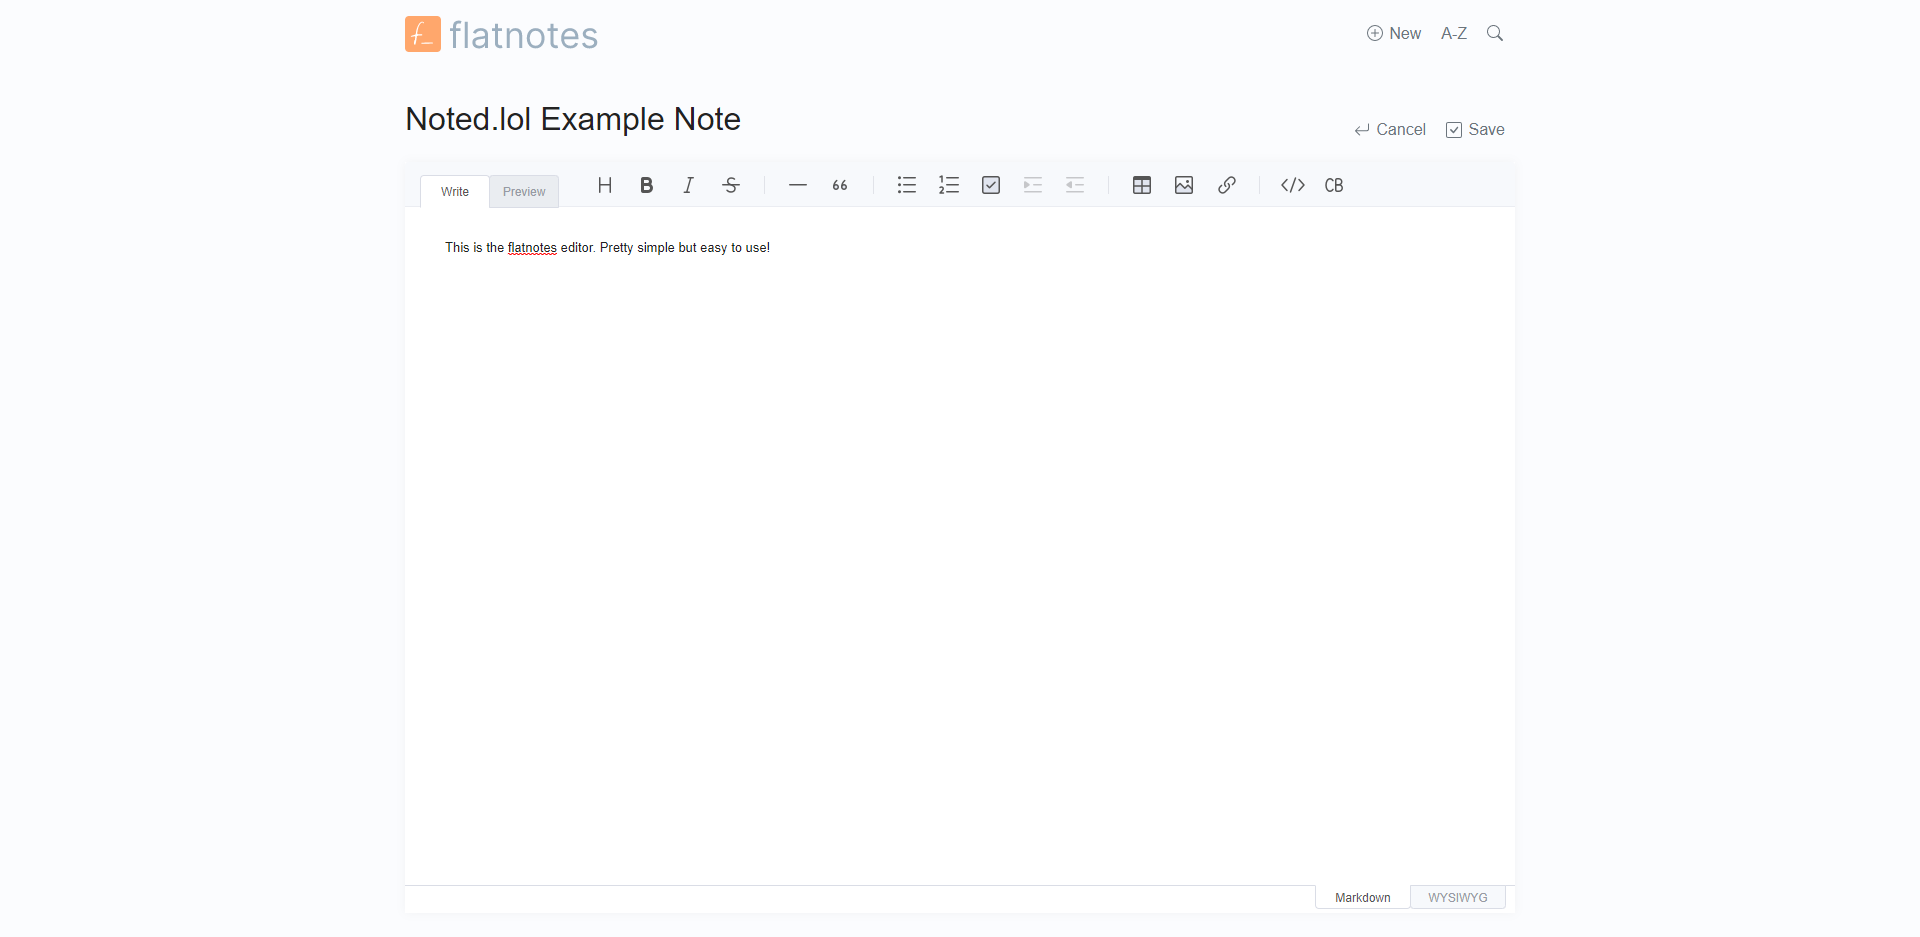 flatnotes
New A-Z
Noted.lol Example Note
Cancel Save
Write Preview
CB
This is the flatnotes editor. Pretty simple but easy to use!
Markdown WYSIWYG